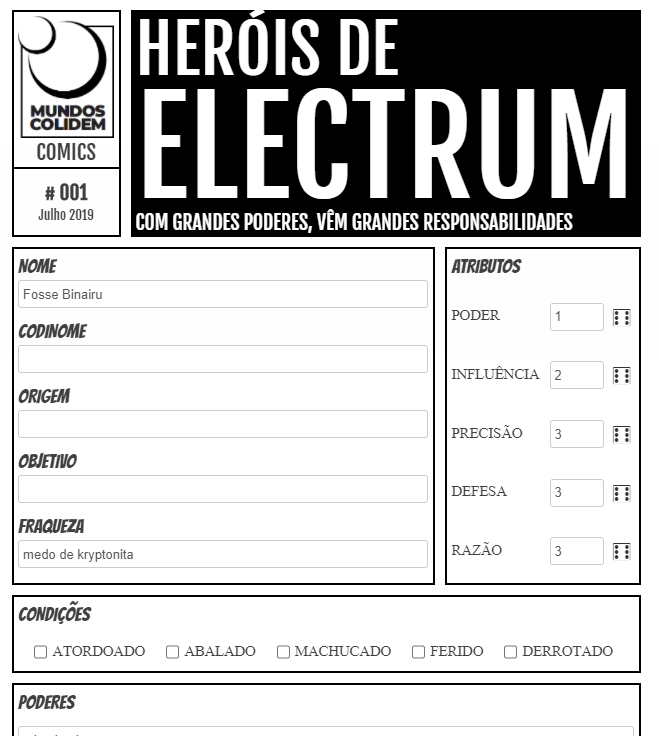 HERÓIS DE
ELECTRUM
COM GRANDES PODERES, VÊM GRANDES RESPONSABILIDADES
MUNDOS
COLIDEM
COMICS
# 001
Julho 2019
NOME
Fosse Binairu
CODINOME
ORIGEM
OBJETIVO
FRAQUEZA
medo de kryptonita
ATRIBUTOS
PODER 1
INFLUÊNCIA 2
PRECISÃO 3
DEFESA 3
RAZÃO 3
CONDIÇÕES
ATORDOADO ABALADO MACHUCADO FERIDO DERROTADO
PODERES